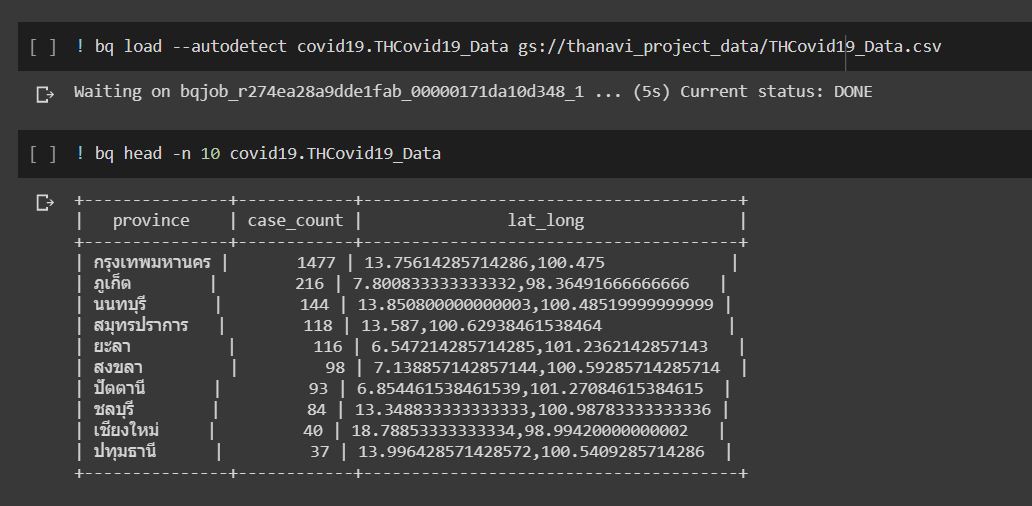 [ ] ! bq load --autodetect covid19.THCovid19_Data gs://thanavi_project_data/THCovid19_Data.csv
Waiting on bqjob_r274ea28a9dde1fab_00000171da10d348_1 ... (5s) Current status: DONE
[ ] ! bq head -n 10 covid19.THCovid19_Data
+---------------+------------+---------------------------------------+
| province | case_count | lat_long |
+---------------+------------+---------------------------------------+
| กรุงเทพมหานคร | 1477 | 13.75614285714286,100.475 |
| ภูเก็ต | 216 | 7.800833333333332,98.36491666666666 |
| นนทบุรี | 144 | 13.850800000000003,100.48519999999999 |
| สมุทรปราการ | 118 | 13.587,100.62938461538464 |
| ยะลา | 116 | 6.547214285714285,101.2362142857143 |
| สงขลา | 98 | 7.138857142857144,100.59285714285714 |
| ปัตตานี | 93 | 6.854461538461539,101.27084615384615 |
| ชลบุรี | 84 | 13.348833333333333,100.98783333333336 |
| เชียงใหม่ | 40 | 18.78853333333334,98.99420000000002 |
| ปทุมธานี | 37 | 13.996428571428572,100.5409285714286 |
+---------------+------------+---------------------------------------+